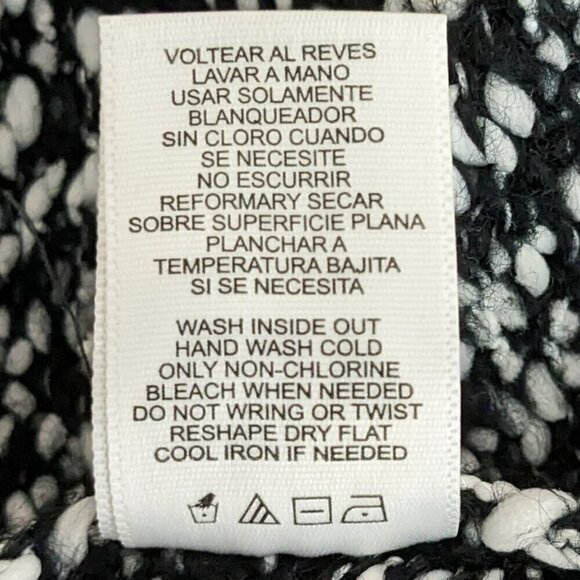 VOLTEAR AL REVES
LAVAR A MANO
USAR SOLAMENTE
BLANQUEADOR
SIN CLORO CUANDO
SE NECESITE
NO ESCURRIR
REFORMARY SECAR
SOBRE SUPERFICIE PLANA
PLANCHAR A
TEMPERATURA BAJITA
SI SE NECESITA
WASH INSIDE OUT
HAND WASH COLD
ONLY NON-CHLORINE
BLEACH WHEN NEEDED
DO NOT WRING OR TWIST
RESHAPE DRY FLAT
COOL IRON IF NEEDED